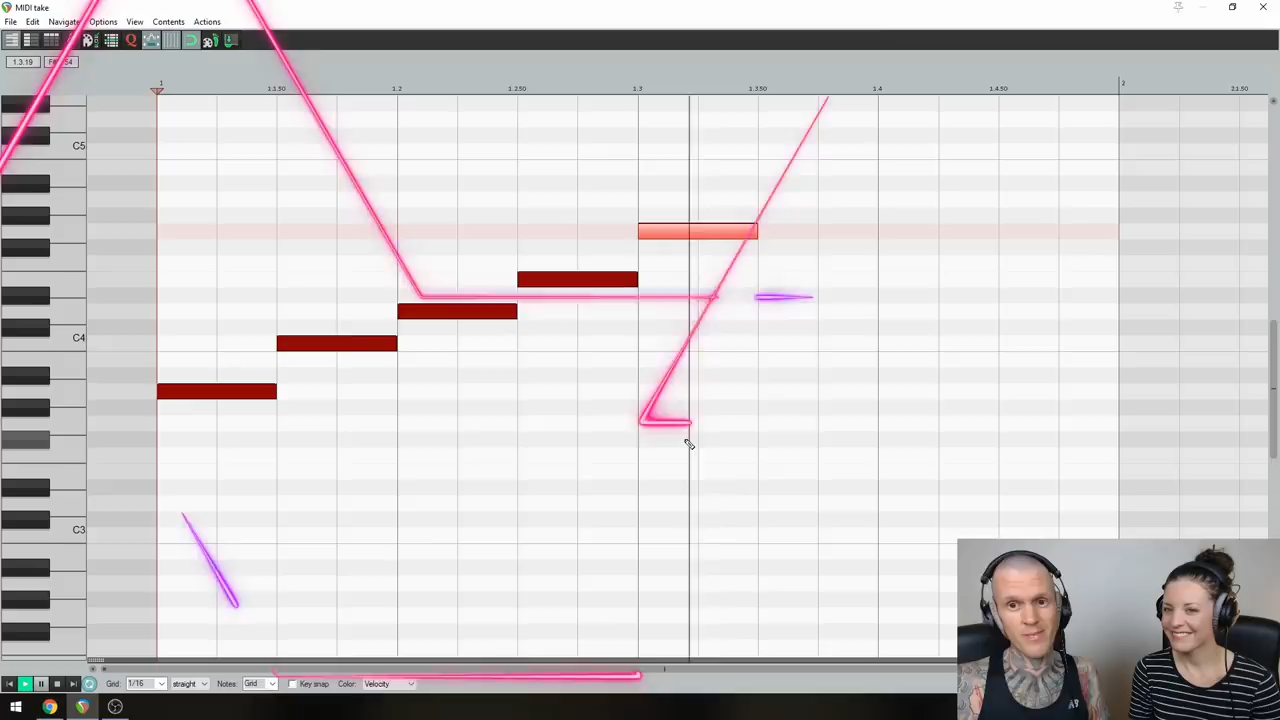 MIDI take
File Edit Navigate Options View Contents Actions
Q
1.3.19
1 1.1.50 1.2 1.2.50 1.3 1.3.50 1.4 1.4.50 2 2.1.50
C5
C4
C3
Grid: 1/16 straight Notes: Grid Key snap Color: Velocity